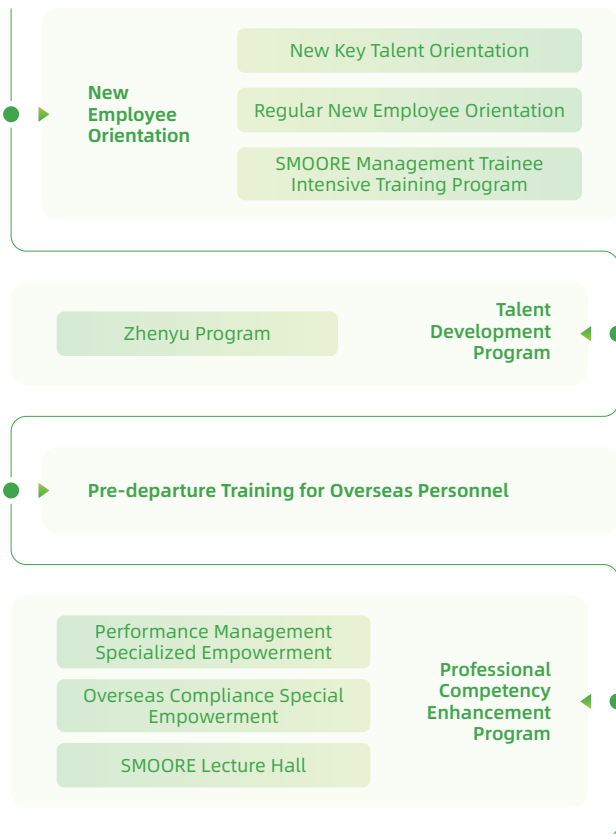 New
Employee
Orientation
New Key Talent Orientation
Regular New Employee Orientation
SMOORE Management Trainee
Intensive Training Program
Zhenyu Program
Talent
Development
Program
Pre-departure Training for Overseas Personnel
Performance Management
Specialized Empowerment
Overseas Compliance Special
Empowerment
SMOORE Lecture Hall
Professional
Competency
Enhancement
Program